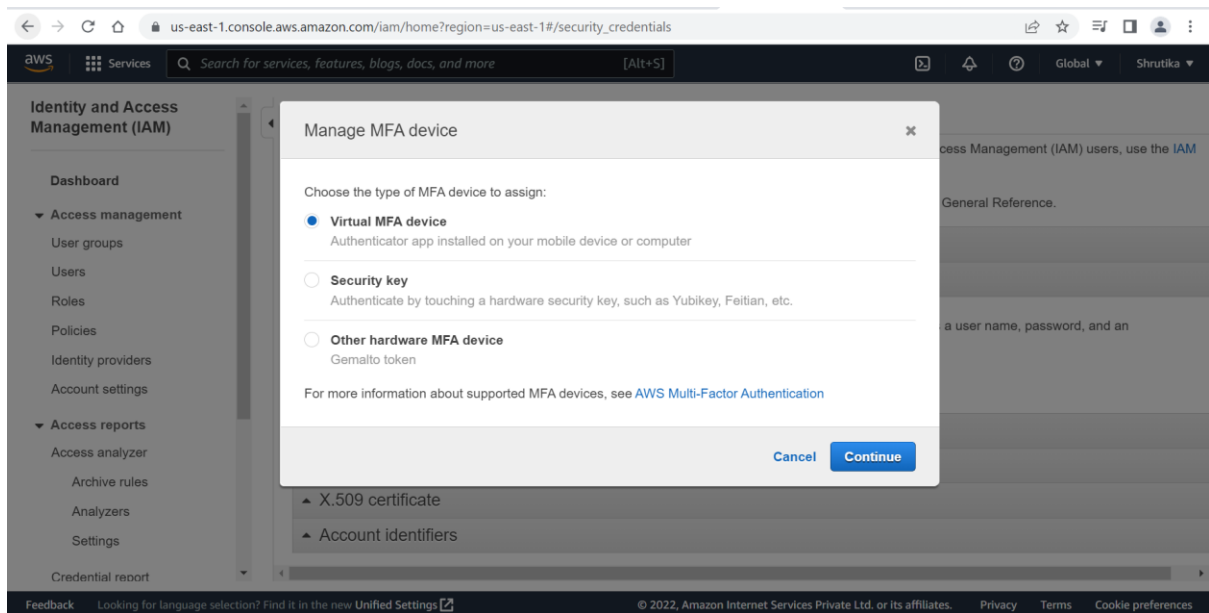 us-east-1.console.aws.amazon.com/iam/home?region=us-east-1#/security_credentials
aws
Services
Search for services, features, blogs, docs, and more
[Alt+S]
Global
Shrutika
Identity and Access
Management (IAM)
Dashboard
Access management
User groups
Users
Roles
Policies
Identity providers
Account settings
Access reports
Access analyzer
Archive rules
Analyzers
Settings
Credential report
Manage MFA device
Choose the type of MFA device to assign:
Virtual MFA device
Authenticator app installed on your mobile device or computer
Security key
Authenticate by touching a hardware security key, such as Yubikey, Feitian, etc.
Other hardware MFA device
Gemalto token
For more information about supported MFA devices, see AWS Multi-Factor Authentication
Cancel
Continue
cess Management (IAM) users, use the IAM
General Reference.
a user name, password, and an
X.509 certificate
Account identifiers
Feedback
Looking for language selection? Find it in the new Unified Settings
© 2022, Amazon Internet Services Private Ltd. or its affiliates.
Privacy
Terms
Cookie preferences